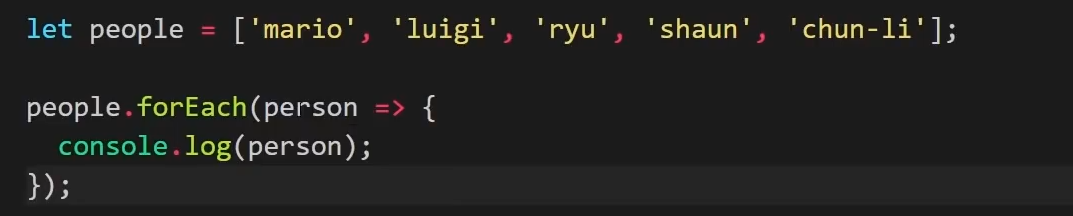 let people = ['mario', 'luigi', 'ryu', 'shaun', 'chun-li'];
people.forEach(person => {
  console.log(person);
});